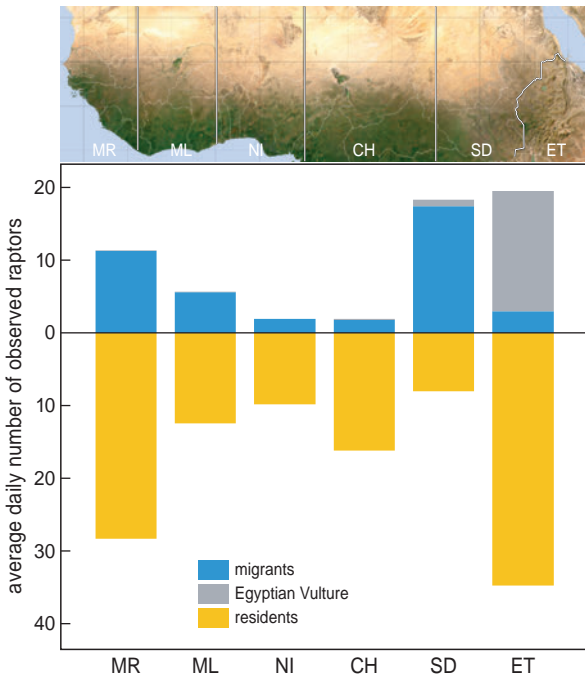 MR ML NI CH SD ET
average daily number of observed raptors
20
10
0
10
20
30
40
migrants
Egyptian Vulture
residents
MR ML NI CH SD ET